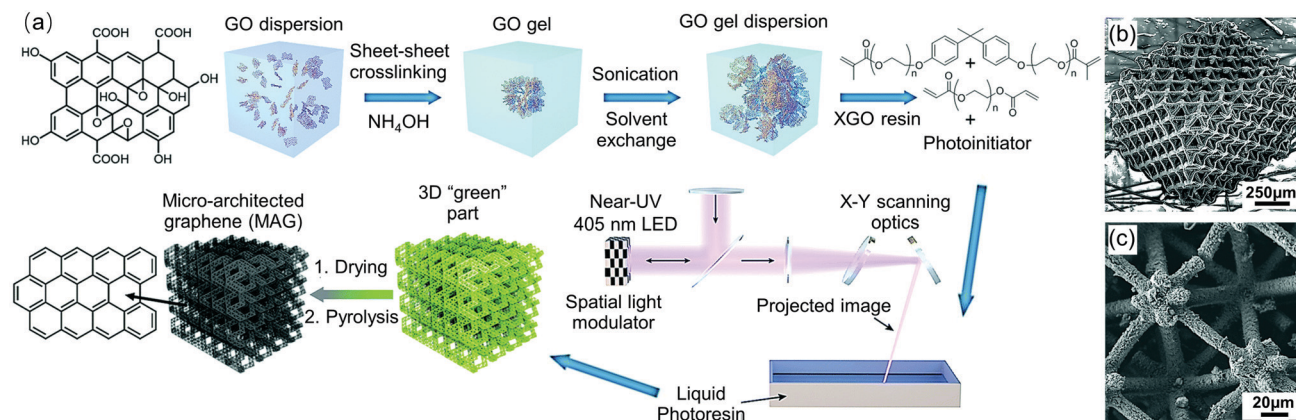 (a)
COOH
COOH
HO
OH
O
OH
HO
O
O
HO
COOH
COOH
OH
GO dispersion
Sheet-sheet
crosslinking
NH4OH
GO gel
Sonication
Solvent
exchange
GO gel dispersion
XGO resin
O
O
O
n
O
O
n
O
O
+
O
O
O
n
O
O
+
Photoinitiator
(b)
250μm
Micro-architected
graphene (MAG)
1. Drying
2. Pyrolysis
3D "green"
part
Near-UV
405 nm LED
Spatial light
modulator
X-Y scanning
optics
Projected image
Liquid
Photoresin
(c)
20μm